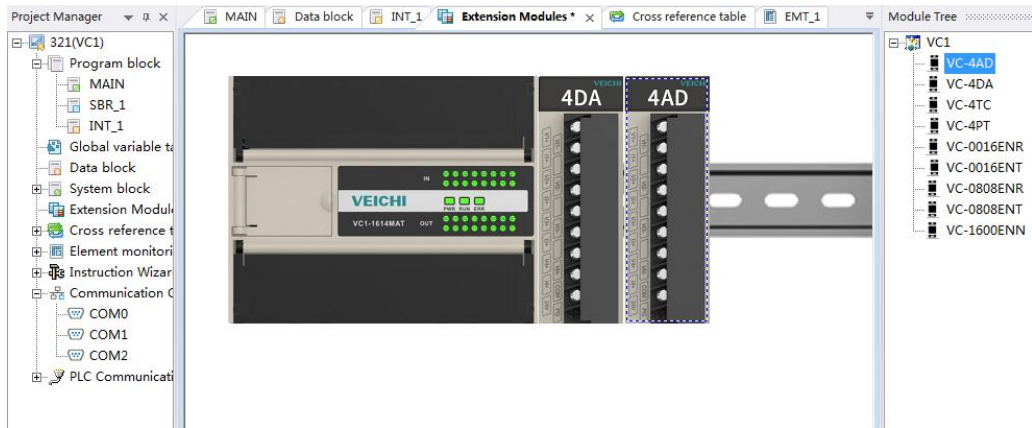 Project Manager
MAIN
Data block
INT_1
Extension Modules *
Cross reference table
EMT_1
Module Tree
321(VC1)
Program block
MAIN
SBR_1
INT_1
Global variable ta
Data block
System block
Extension Modul
Cross reference t
Element monitori
Instruction Wizar
Communication C
COM0
COM1
COM2
PLC Communicati
VEICHI
VC1-1614MAT
IN
PWR RUN ERR
OUT
VEICHI
4DA
VEICHI
4AD
VC1
VC-4AD
VC-4DA
VC-4TC
VC-4PT
VC-0016ENR
VC-0016ENT
VC-0808ENR
VC-0808ENT
VC-1600ENN